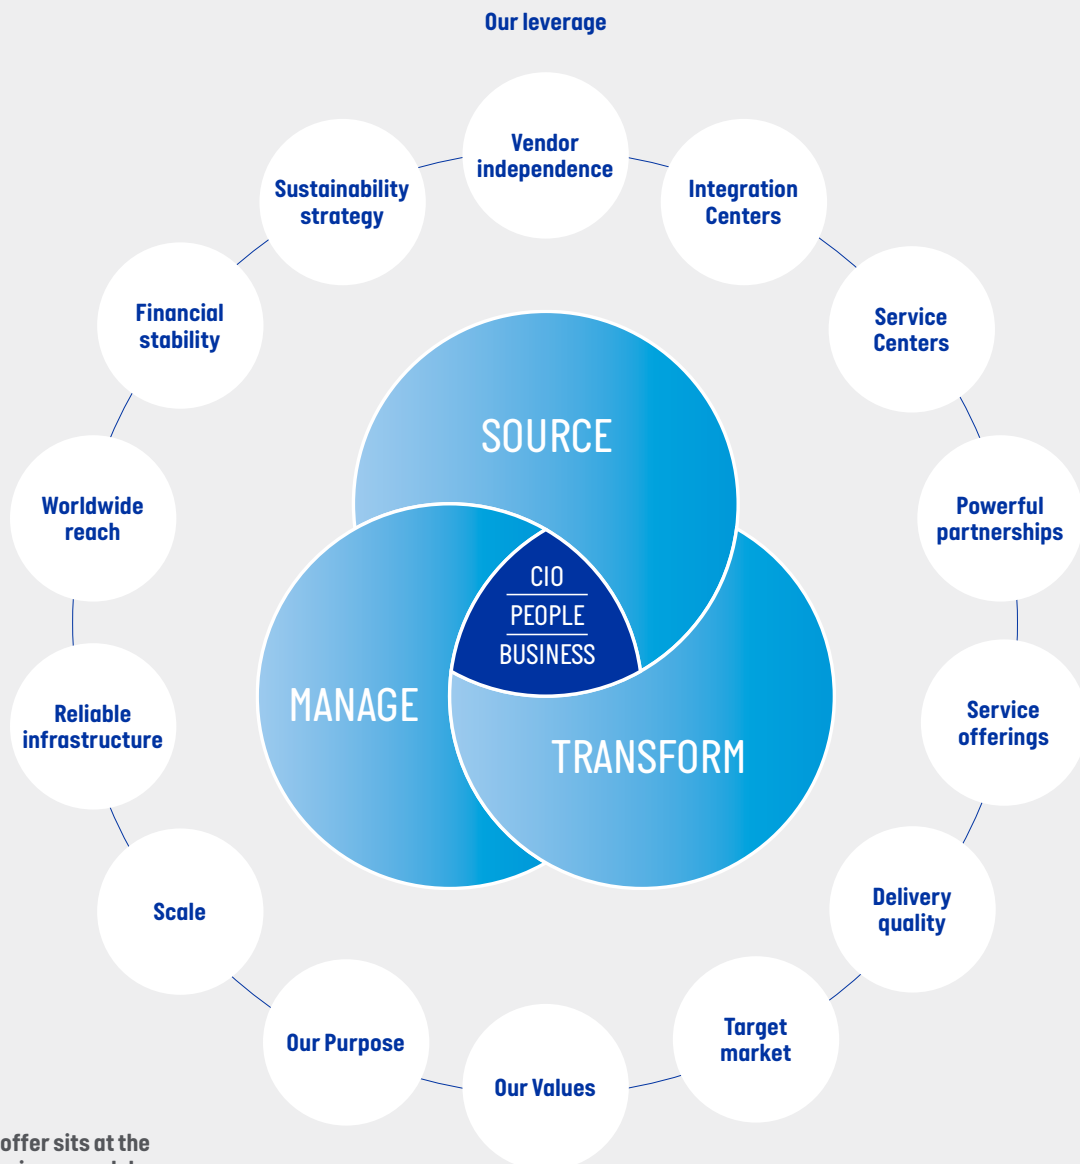 Our leverage
Vendor
independence
Integration
Centers
Service
Centers
Powerful
partnerships
Service
offerings
Delivery
quality
Target
market
Our Values
Our Purpose
Scale
Reliable
infrastructure
Worldwide
reach
Financial
stability
Sustainability
strategy
SOURCE
CIO
PEOPLE
BUSINESS
MANAGE
TRANSFORM
offer sits at the